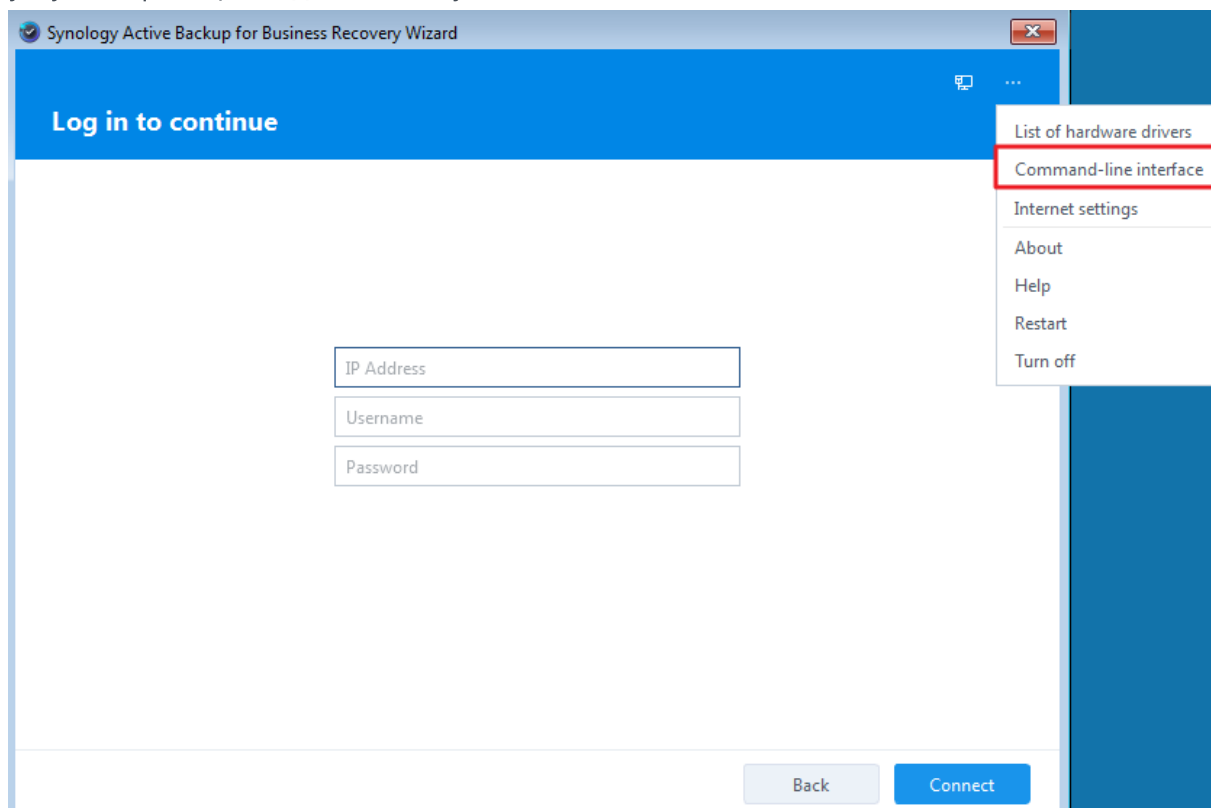 Synology Active Backup for Business Recovery Wizard
Log in to continue
List of hardware drivers
Command-line interface
Internet settings
About
Help
Restart
Turn off
IP Address
Username
Password
Back
Connect